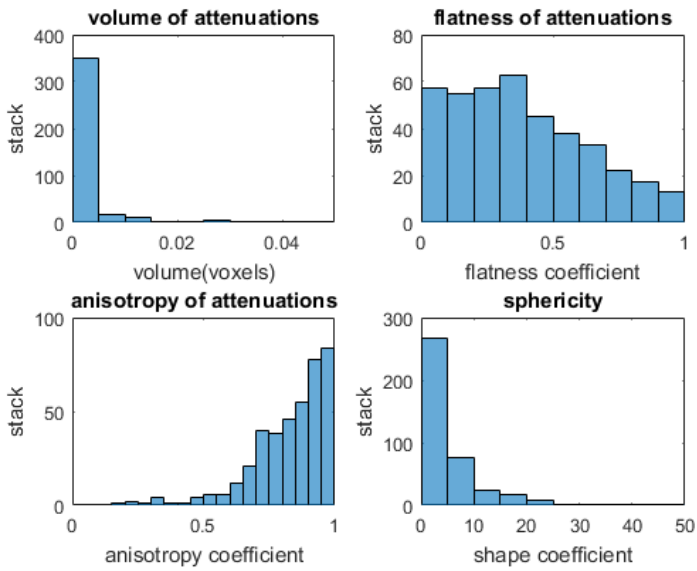 volume of attenuations
400
300
200
100
0
stack
0 0.02 0.04
volume(voxels)
flatness of attenuations
80
60
40
20
0
stack
0 0.5 1
flatness coefficient
anisotropy of attenuations
100
50
0
stack
0 0.5 1
anisotropy coefficient
sphericity
300
200
100
0
stack
0 10 20 30 40 50
shape coefficient